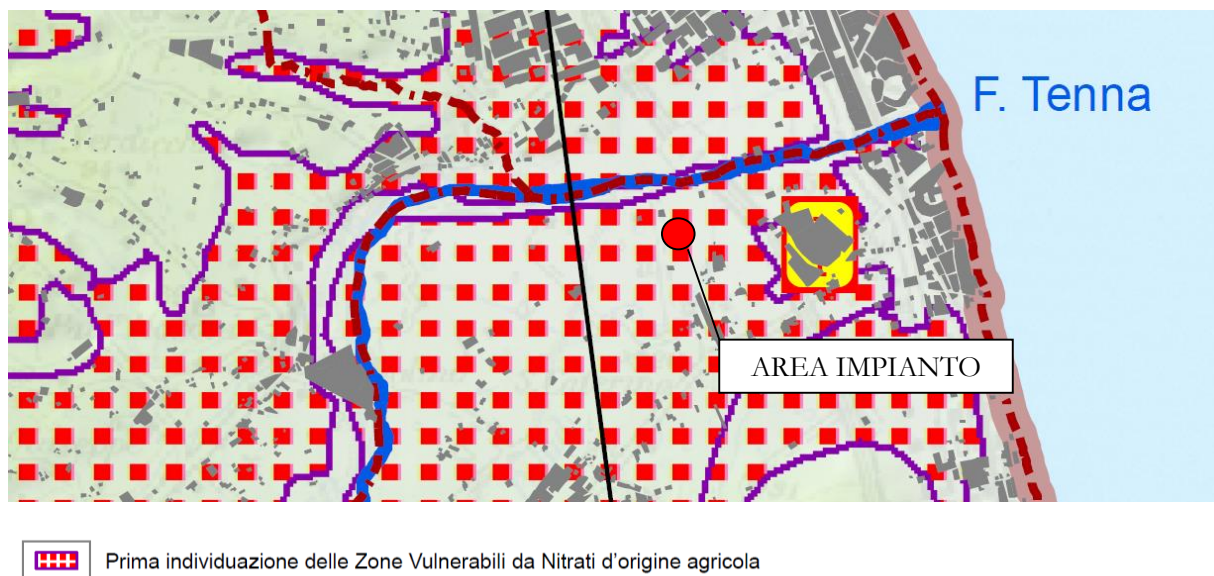 F. Tenna
AREA IMPIANTO
Prima individuazione delle Zone Vulnerabili da Nitrati d'origine agricola